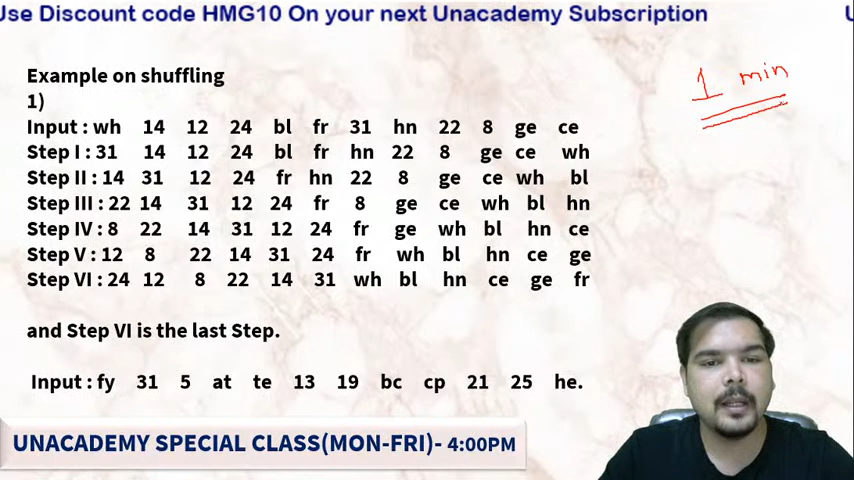 Use Discount code HMG10 On your next Unacademy Subscription
Example on shuffling
1 min
1)
Input : wh 14 12 24 bl fr 31 hn 22 8 ge ce
Step I : 31 14 12 24 bl fr hn 22 8 ge ce wh
Step II : 14 31 12 24 fr hn 22 8 ge ce wh bl
Step III : 22 14 31 12 24 fr 8 ge ce wh bl hn
Step IV : 8 22 14 31 12 24 fr ge wh bl hn ce
Step V : 12 8 22 14 31 24 fr wh bl hn ce ge
Step VI : 24 12 8 22 14 31 wh bl hn ce ge fr
and Step VI is the last Step.
Input : fy 31 5 at te 13 19 bc cp 21 25 he.
UNACADEMY SPECIAL CLASS(MON-FRI)- 4:00PM